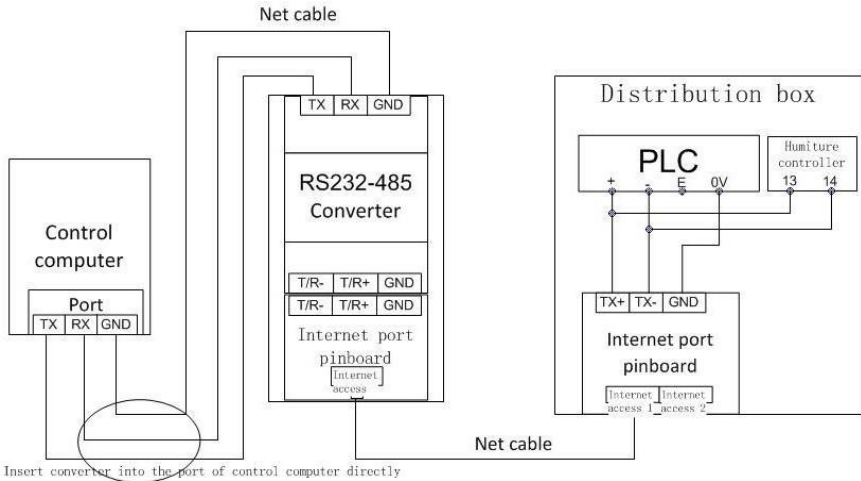 Net cable
TX RX GND
Distribution box
PLC
+ - E 0V
Humiture
controller
13 14
RS232-485
Converter
Control
computer
Port
TX RX GND
T/R- T/R+ GND
T/R- T/R+ GND
Internet port
pinboard
Internet
access
TX+ TX- GND
Internet port
pinboard
Internet Internet
access 1 access 2
Net cable
Insert converter into the port of control computer directly